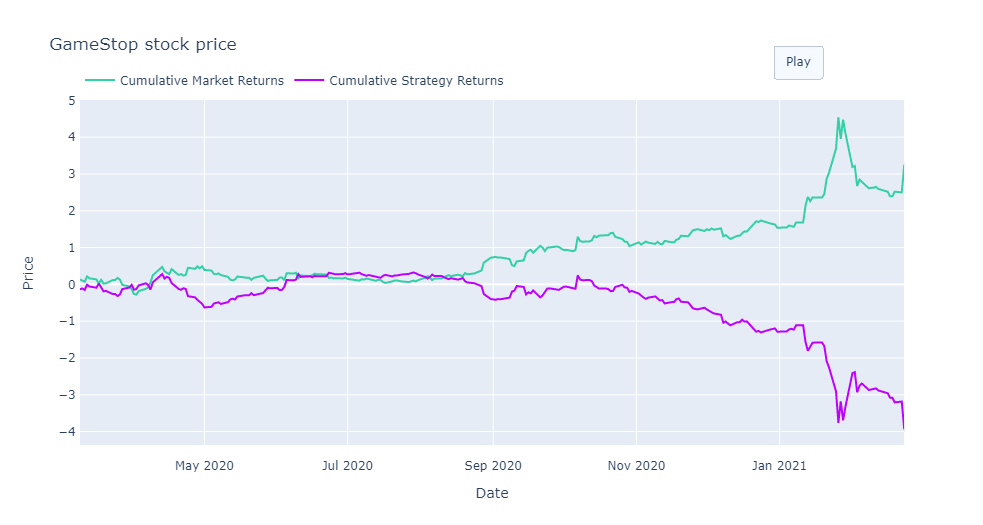 GameStop stock price
Play
Cumulative Market Returns
Cumulative Strategy Returns
Price
5
4
3
2
1
0
−1
−2
−3
−4
May 2020
Jul 2020
Sep 2020
Nov 2020
Jan 2021
Date